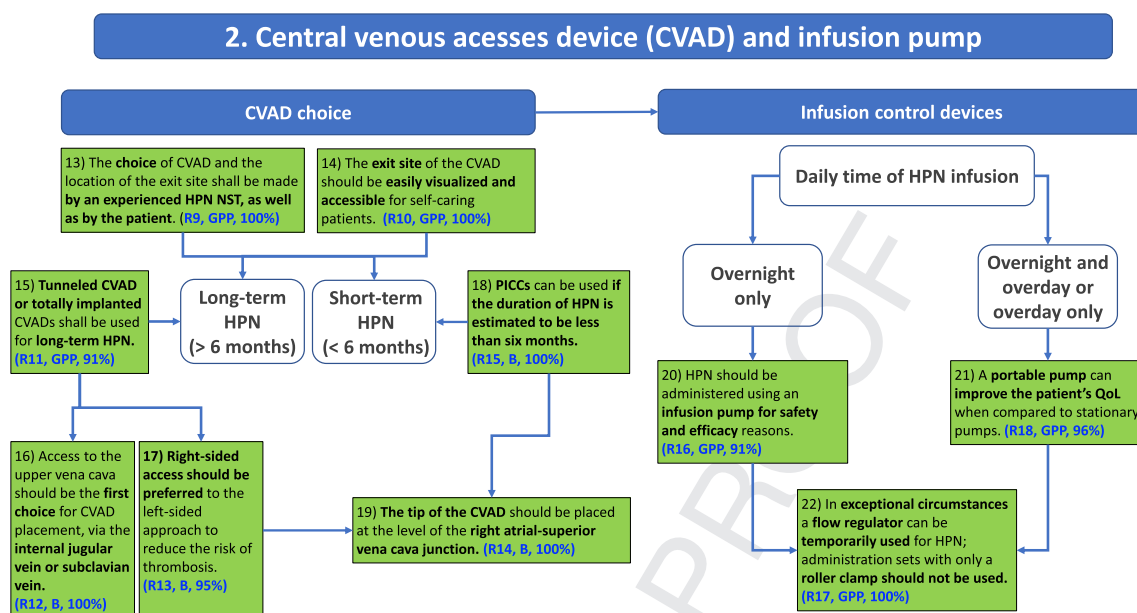 2. Central venous acesses device (CVAD) and infusion pump
CVAD choice
Infusion control devices
13) The choice of CVAD and the
location of the exit site shall be made
by an experienced HPN NST, as well
as by the patient. (R9, GPP, 100%)
14) The exit site of the CVAD
should be easily visualized and
accessible for self-caring
patients. (R10, GPP, 100%)
Daily time of HPN infusion
15) Tunneled CVAD
or totally implanted
CVADs shall be used
for long-term HPN.
(R11, GPP, 91%)
Long-term
HPN
(> 6 months)
Short-term
HPN
(< 6 months)
18) PICCs can be used if
the duration of HPN is
estimated to be less
than six months.
(R15, B, 100%)
Overnight
only
Overnight and
overday or
overday only
20) HPN should be
administered using an
infusion pump for safety
and efficacy reasons.
(R16, GPP, 91%)
21) A portable pump can
improve the patient's QoL
when compared to stationary
pumps. (R18, GPP, 96%)
16) Access to the
upper vena cava
should be the first
choice for CVAD
placement, via the
internal jugular
vein or subclavian
vein.
(R12, B, 100%)
17) Right-sided
access should be
preferred to the
left-sided
approach to
reduce the risk of
thrombosis.
(R13, B, 95%)
19) The tip of the CVAD should be placed
at the level of the right atrial-superior
vena cava junction. (R14, B, 100%)
22) In exceptional circumstances
a flow regulator can be
temporarily used for HPN;
administration sets with only a
roller clamp should not be used.
(R17, GPP, 100%)
PROOF